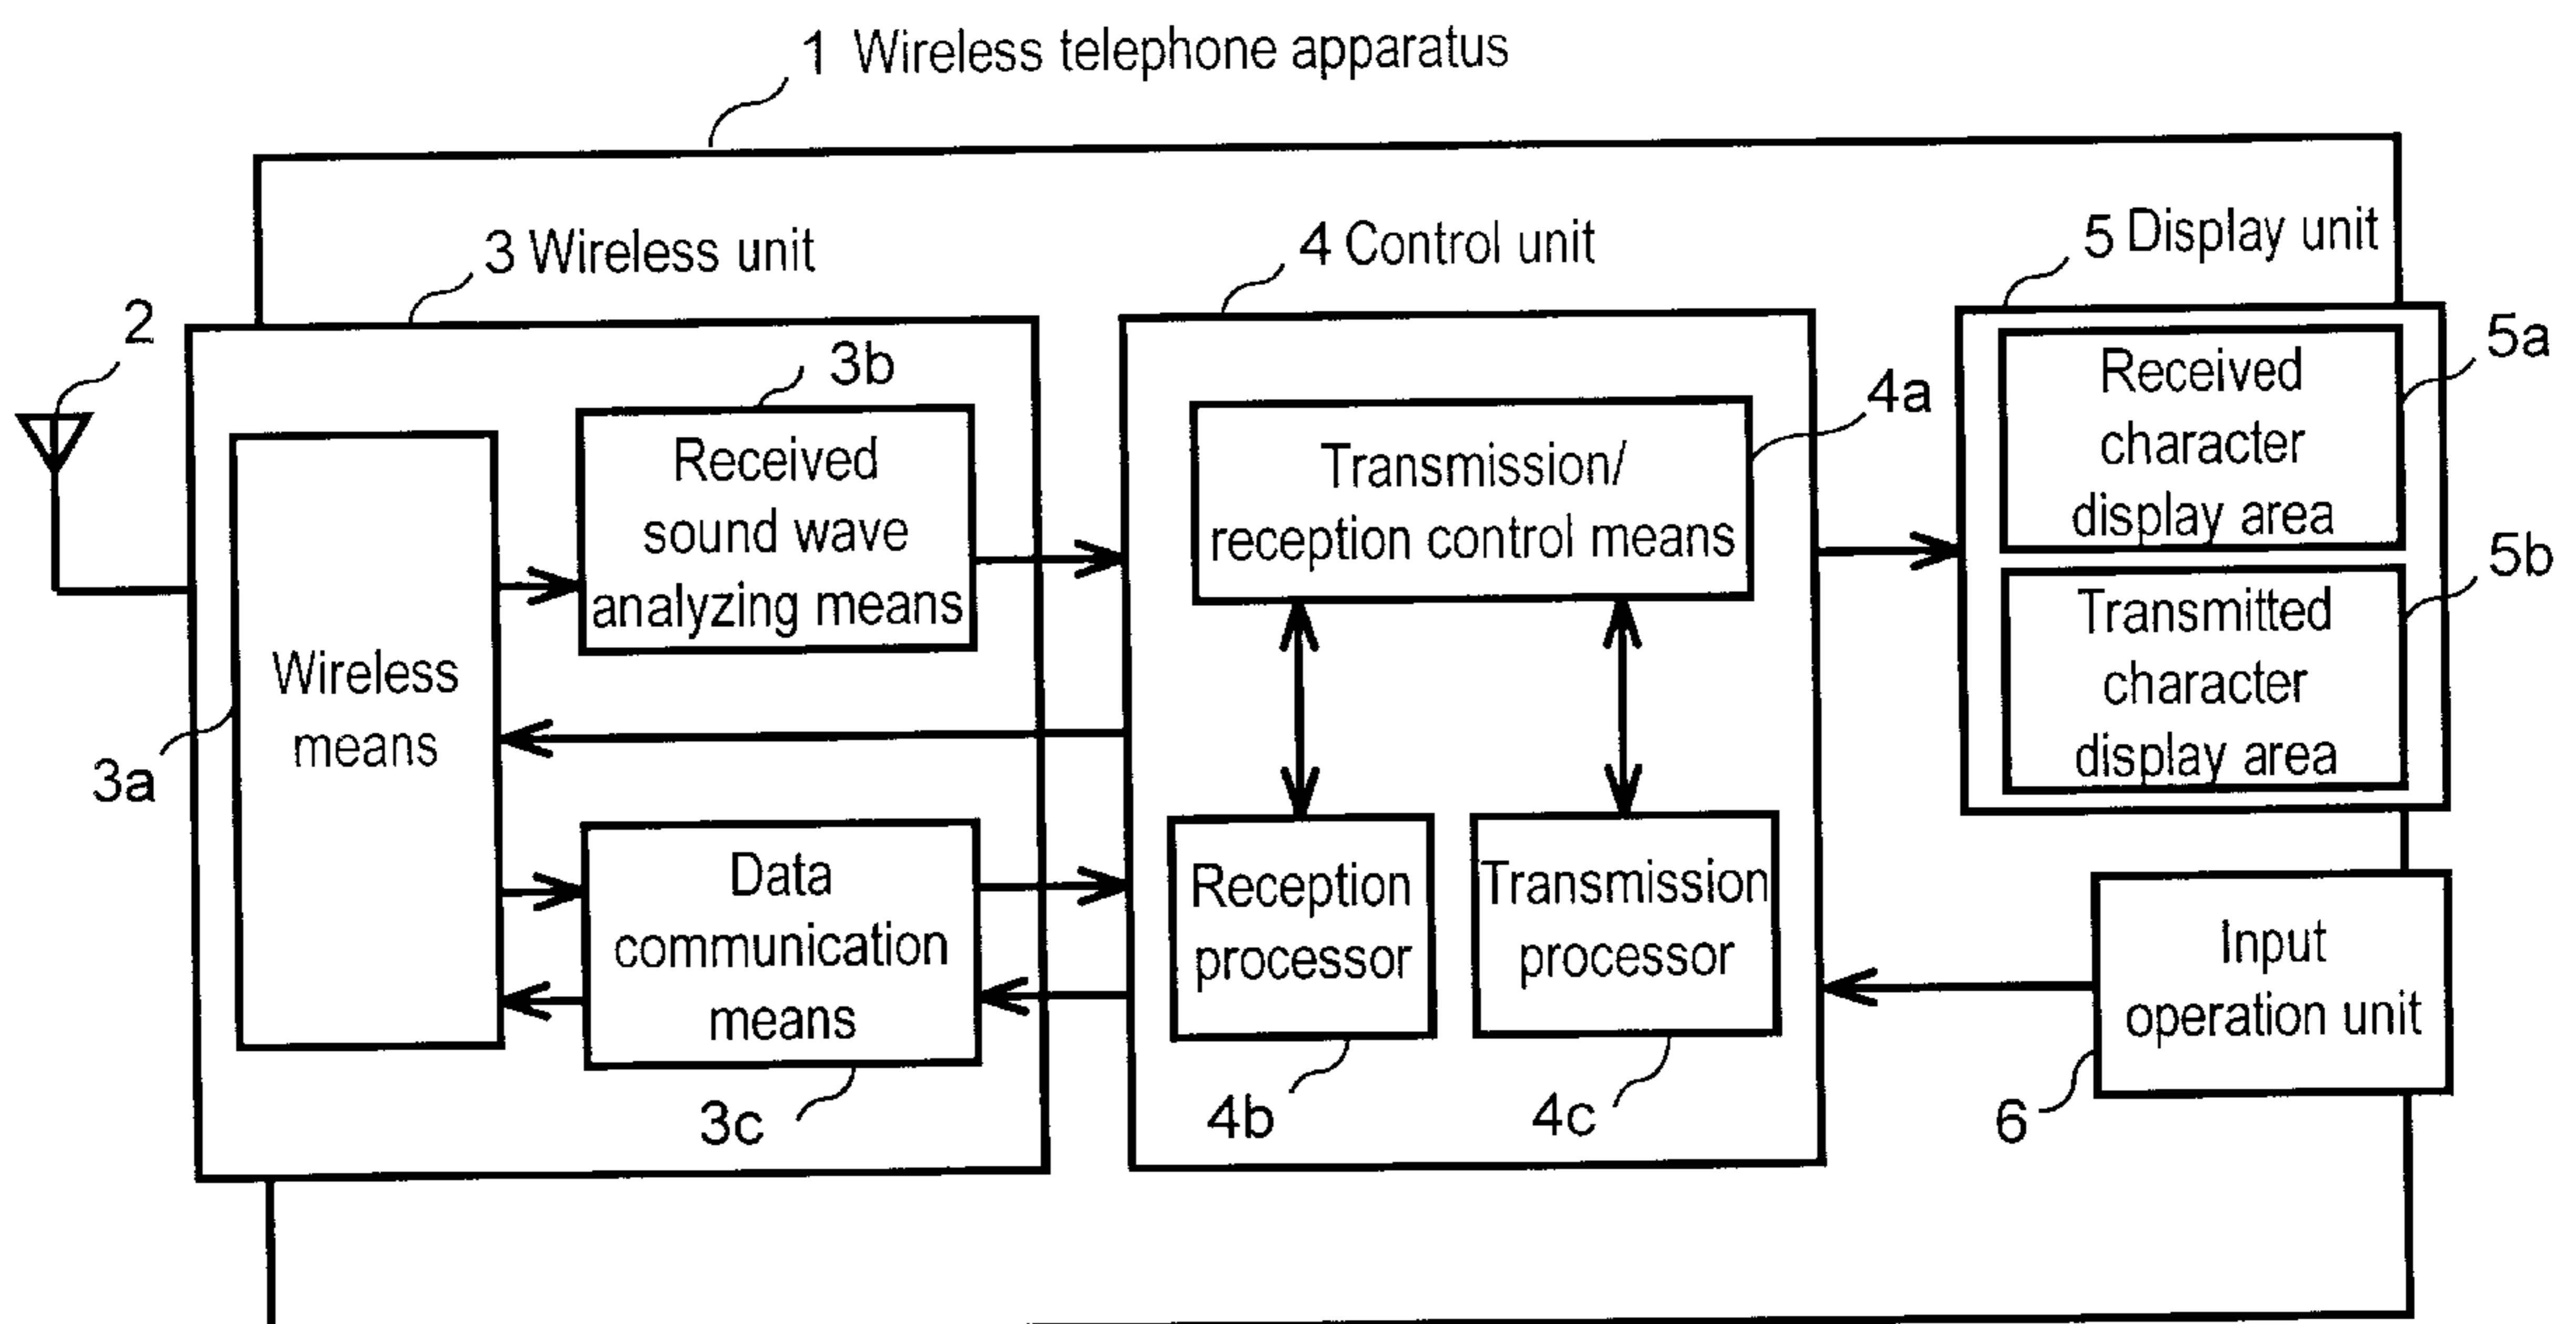 1 Wireless telephone apparatus
3 Wireless unit
4 Control unit
5 Display unit
2
3b
4a
5a
5b
Received
sound wave
analyzing means
Transmission/
reception control means
Received
character
display area
Transmitted
character
display area
Wireless
means
3a
Data
communication
means
Reception
processor
Transmission
processor
Input
operation unit
3c
4b
4c
6